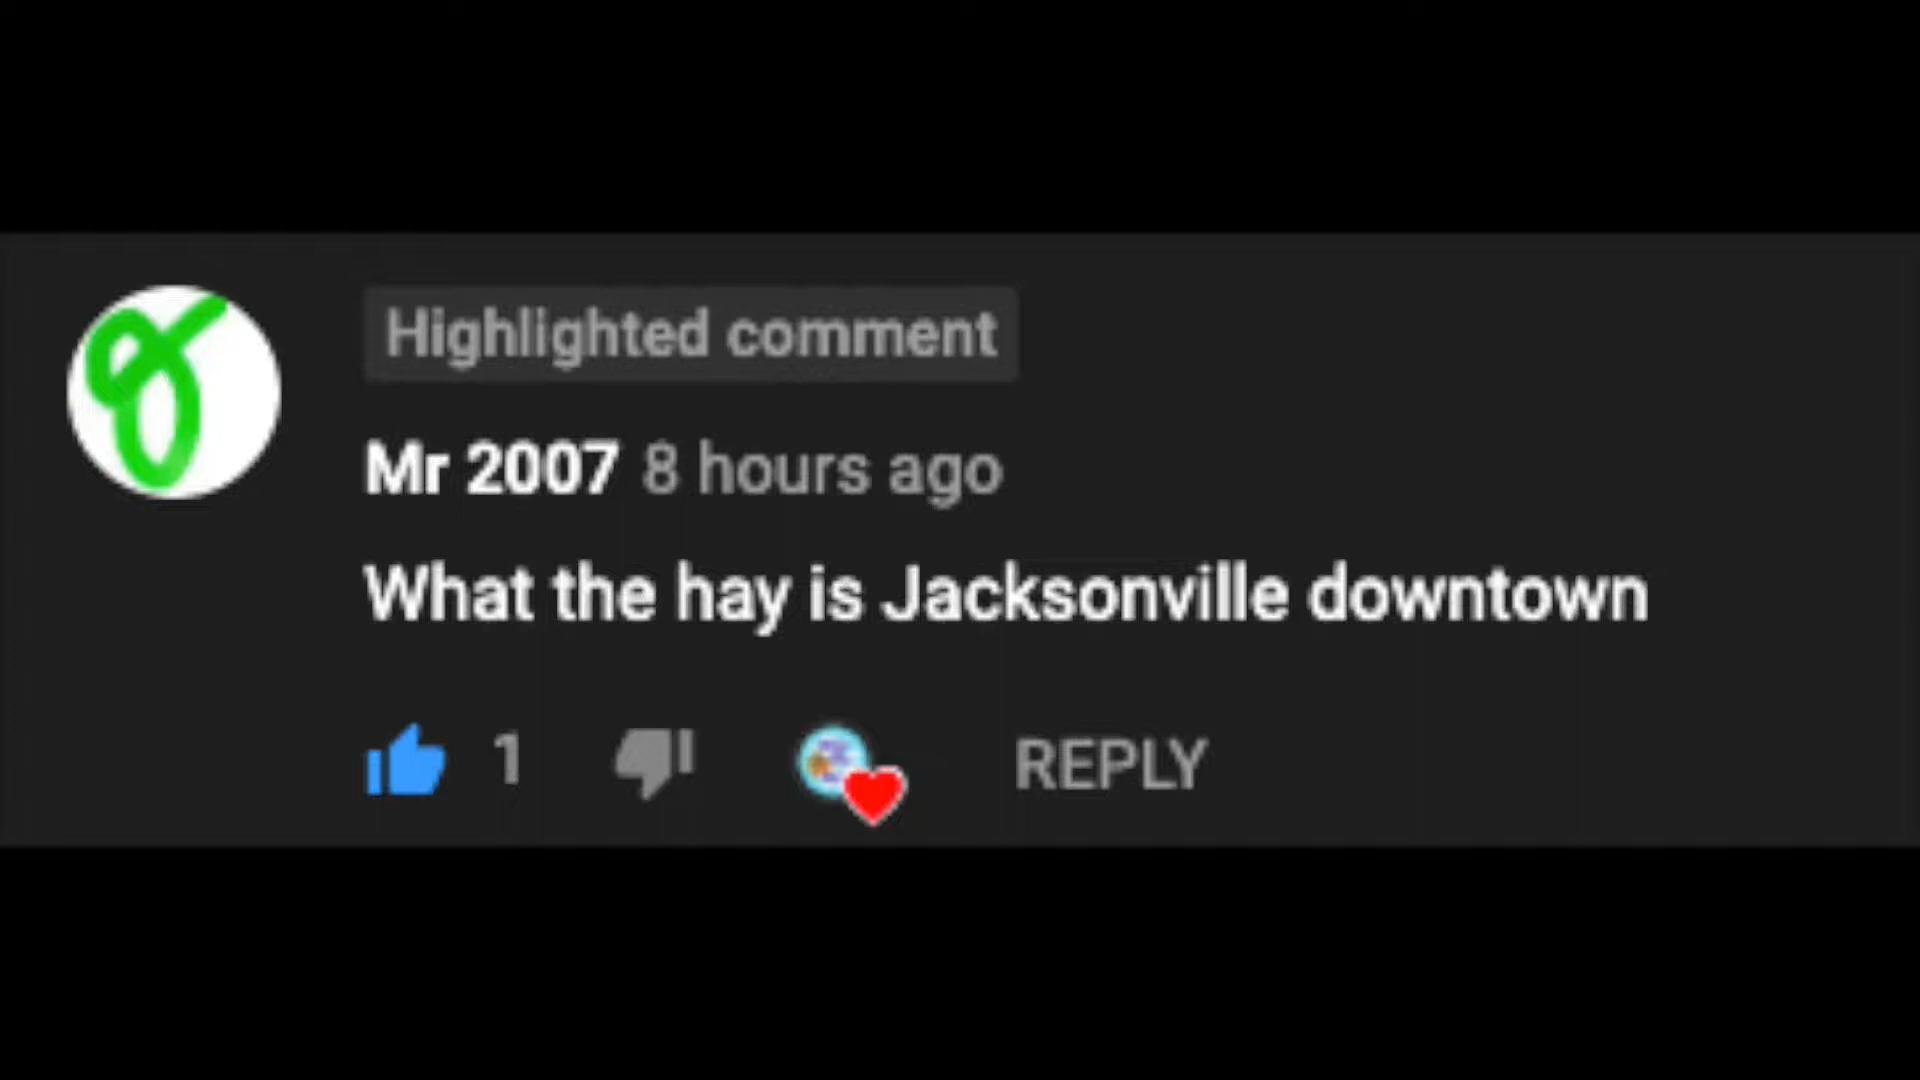 Highlighted comment
Mr 2007 8 hours ago
What the hay is Jacksonville downtown
1 REPLY